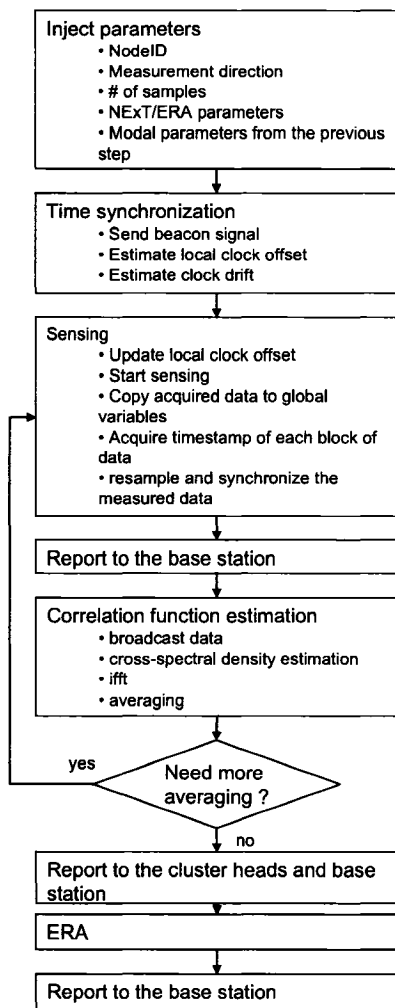 Inject parameters
• NodeID
• Measurement direction
• # of samples
• NExT/ERA parameters
• Modal parameters from the previous
step
Time synchronization
• Send beacon signal
• Estimate local clock offset
• Estimate clock drift
Sensing
• Update local clock offset
• Start sensing
• Copy acquired data to global
variables
• Acquire timestamp of each block of
data
• resample and synchronize the
measured data
Report to the base station
Correlation function estimation
• broadcast data
• cross-spectral density estimation
• ifft
• averaging
yes
Need more
averaging ?
no
Report to the cluster heads and base
station
ERA
Report to the base station